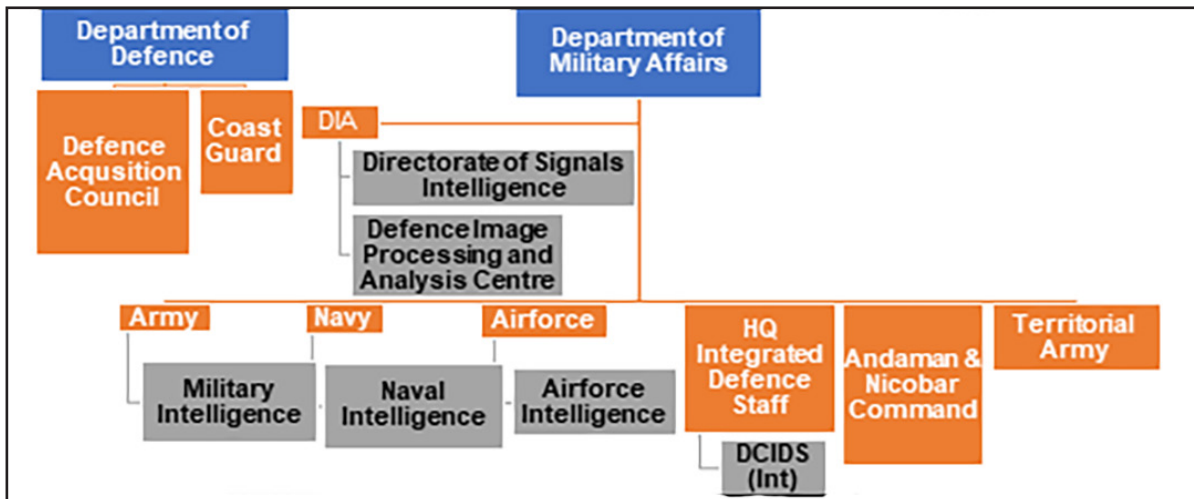 Department of
Defence
Department of
Military Affairs
Defence
Acqusition
Council
Coast
Guard
DIA
Directorate of Signals
Intelligence
Defence Image
Processing and
Analysis Centre
Army
Navy
Airforce
Military
Intelligence
Naval
Intelligence
Airforce
Intelligence
HQ
Integrated
Defence
Staff
DCIDS
(Int)
Andaman &
Nicobar
Command
Territorial
Army